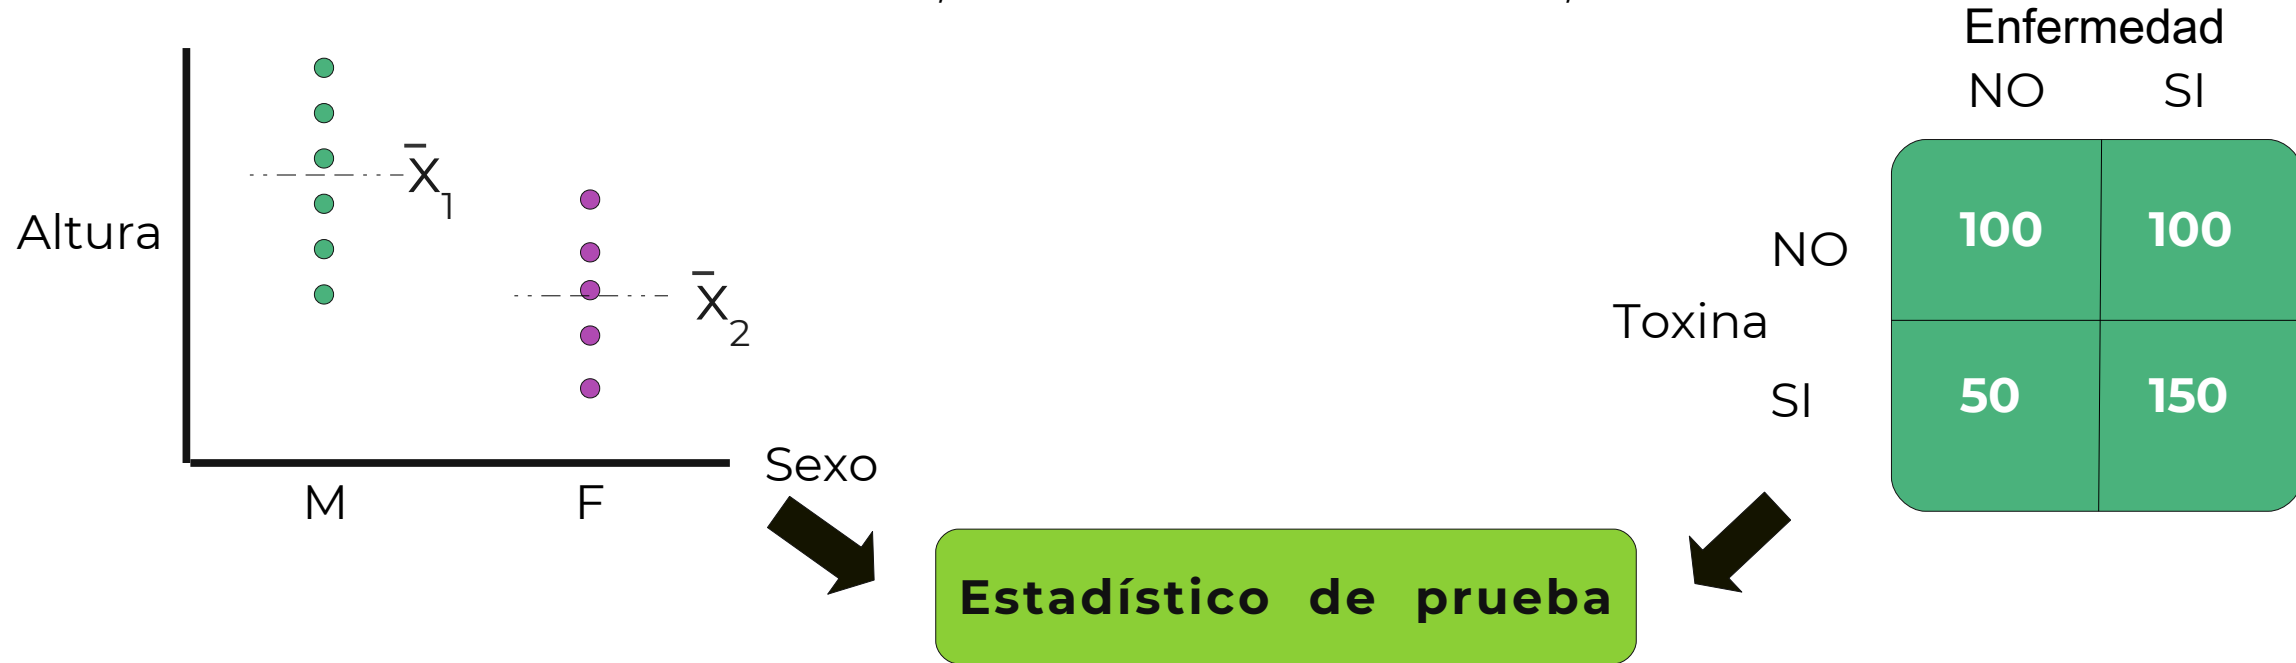 Altura
x̄1
x̄2
Sexo
M F
Enfermedad
NO SI
Toxina
NO 100 100
SI 50 150
Estadístico de prueba